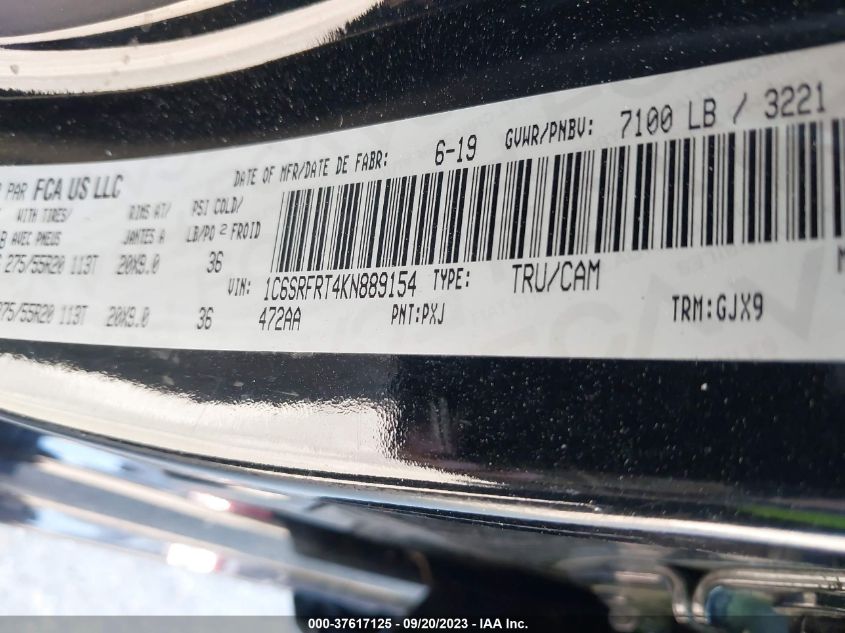 PAR FCA US LLC
DATE OF MFR/DATE DE FABR: 6-19 GVWR/PNBV: 7100 LB / 3221
WITH TIRES/ RIMS AT/ PSI COLD/
AVEC PNEUS JANTES A LB/PO 2 FROID
275/55R20 113T 20X9.0 36
VIN: 1C6SRFRT4KN889154 TYPE: TRU/CAM
275/55R20 113T 20X9.0 36 472AA PNT:PXJ TRM:GJX9
000-37617125 - 09/20/2023 - IAA Inc.